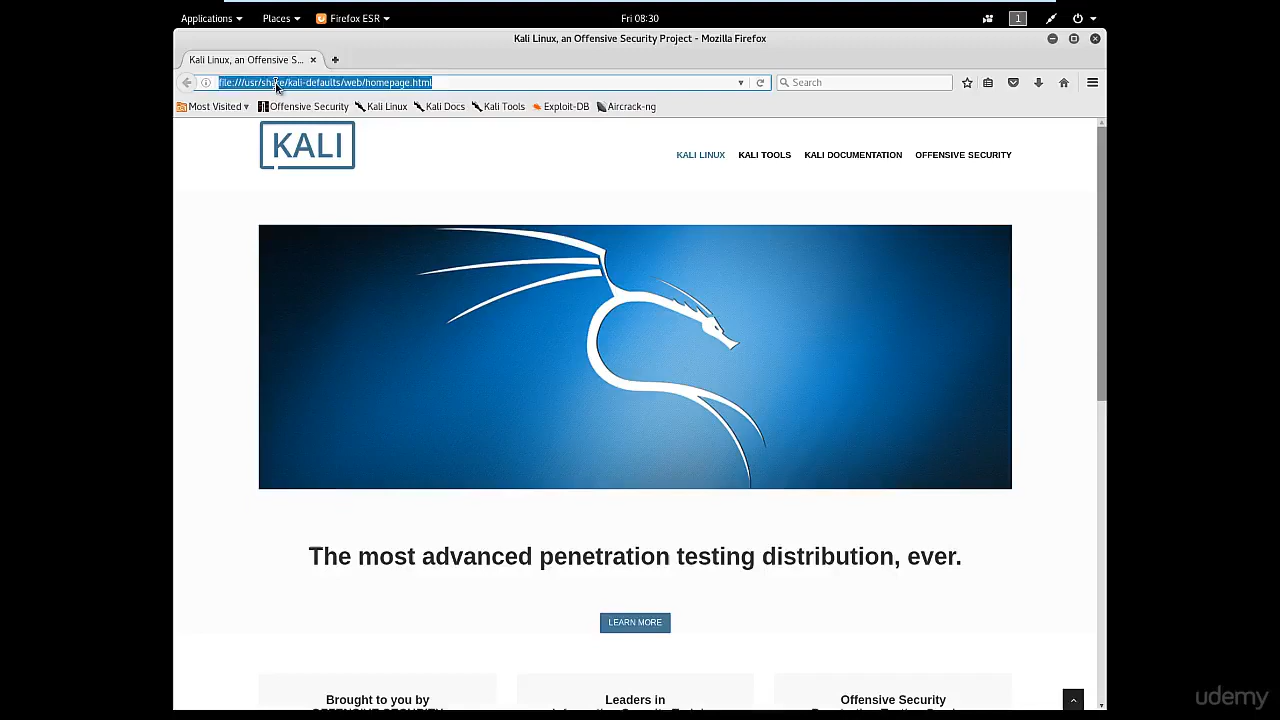 Applications ▾ Places ▾ Firefox ESR ▾ Fri 08:30 1
Kali Linux, an Offensive Security Project - Mozilla Firefox
Kali Linux, an Offensive S...
file:///usr/share/kali-defaults/web/homepage.html Search
Most Visited ▾ Offensive Security Kali Linux Kali Docs Kali Tools Exploit-DB Aircrack-ng
KALI
KALI LINUX KALI TOOLS KALI DOCUMENTATION OFFENSIVE SECURITY
The most advanced penetration testing distribution, ever.
LEARN MORE
Brought to you by Leaders in Offensive Security
udemy